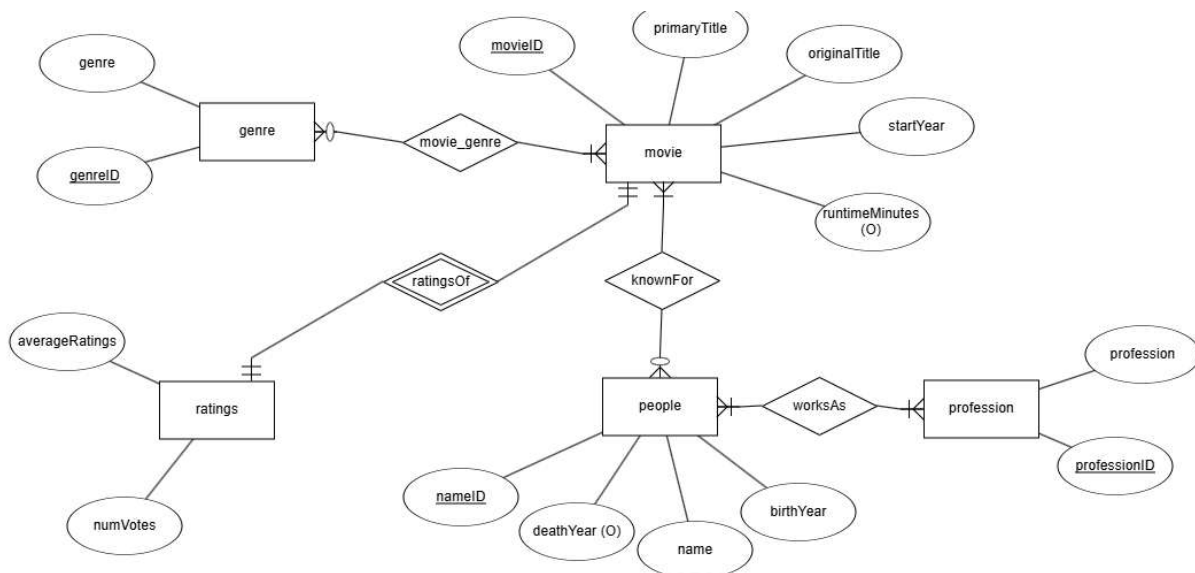 primaryTitle
movieID
originalTitle
genre
startYear
genre
movie_genre
movie
genreID
runtimeMinutes
(O)
ratingsOf
knownFor
averageRatings
profession
ratings
people
worksAs
profession
professionID
nameID
birthYear
numVotes
deathYear (O)
name